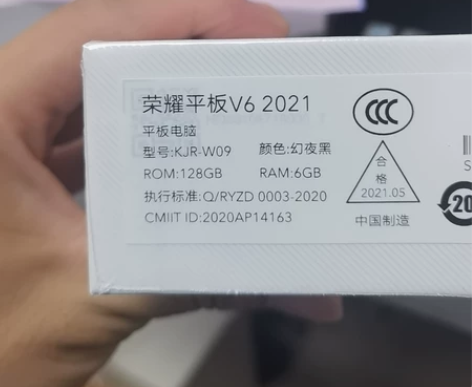 荣耀平板V6 2021
平板电脑
型号:KJR-W09 颜色:幻夜黑
ROM:128GB RAM:6GB
执行标准:Q/RYZD 0003-2020
CMIIT ID:2020AP14163
CCC
合
格
2021.05
中国制造
S
20